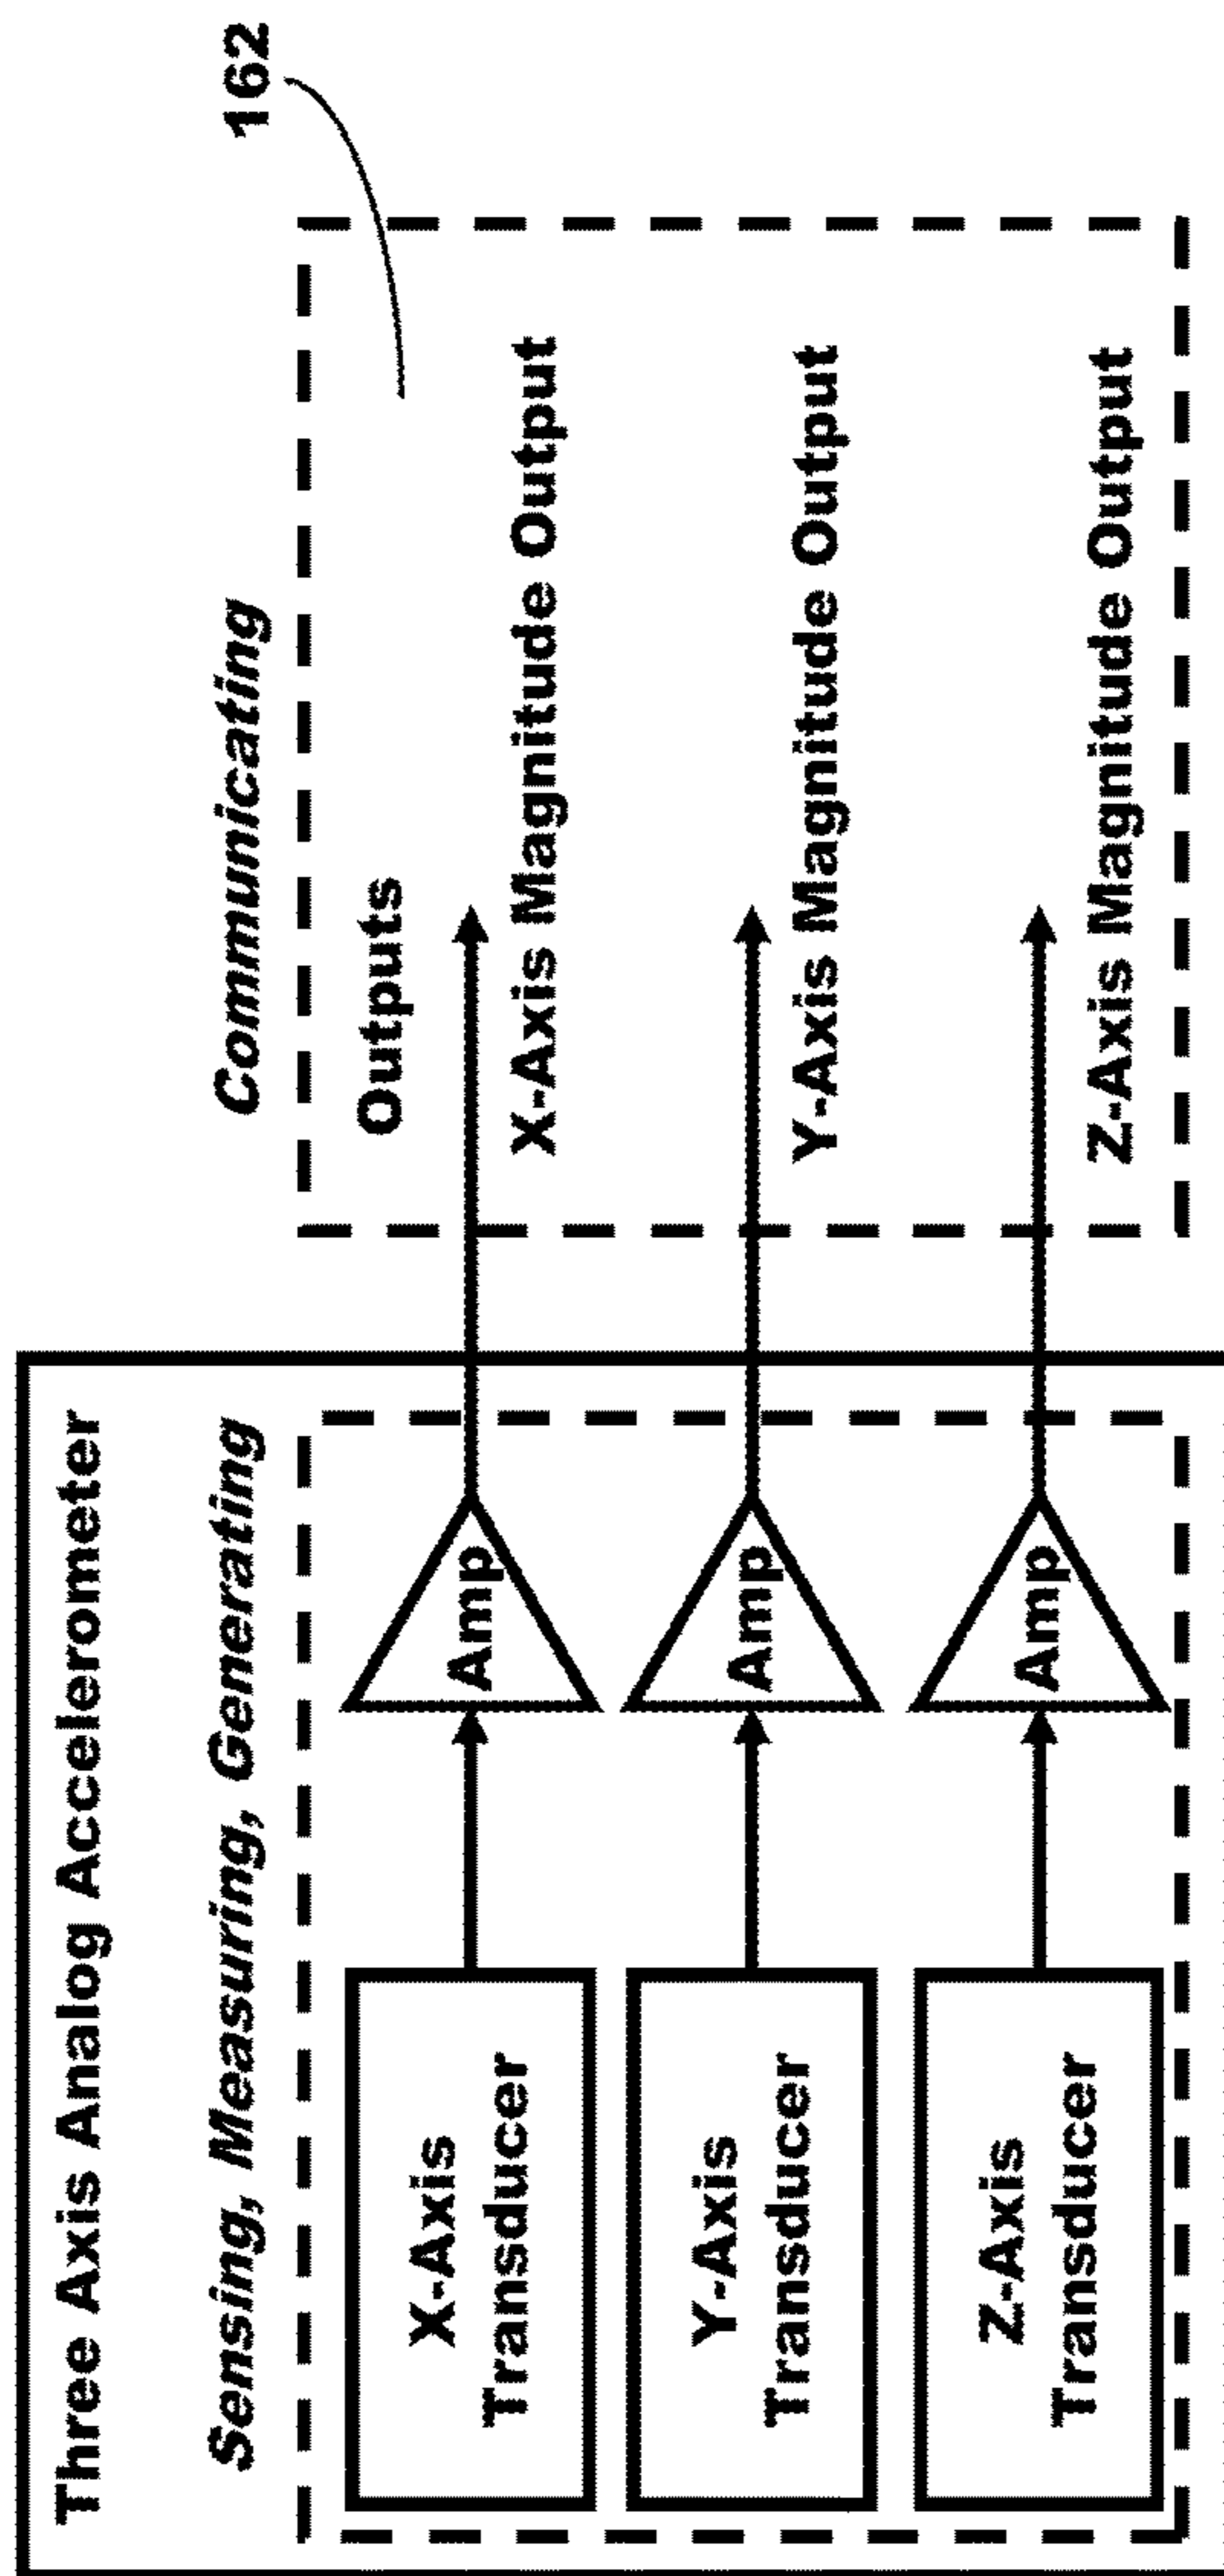 Three Axis Analog Accelerometer
Sensing, Measuring, Generating
X-Axis
Transducer
Amp
Y-Axis
Transducer
Amp
Z-Axis
Transducer
Amp
Communicating
162
Outputs
X-Axis Magnitude Output
Y-Axis Magnitude Output
Z-Axis Magnitude Output